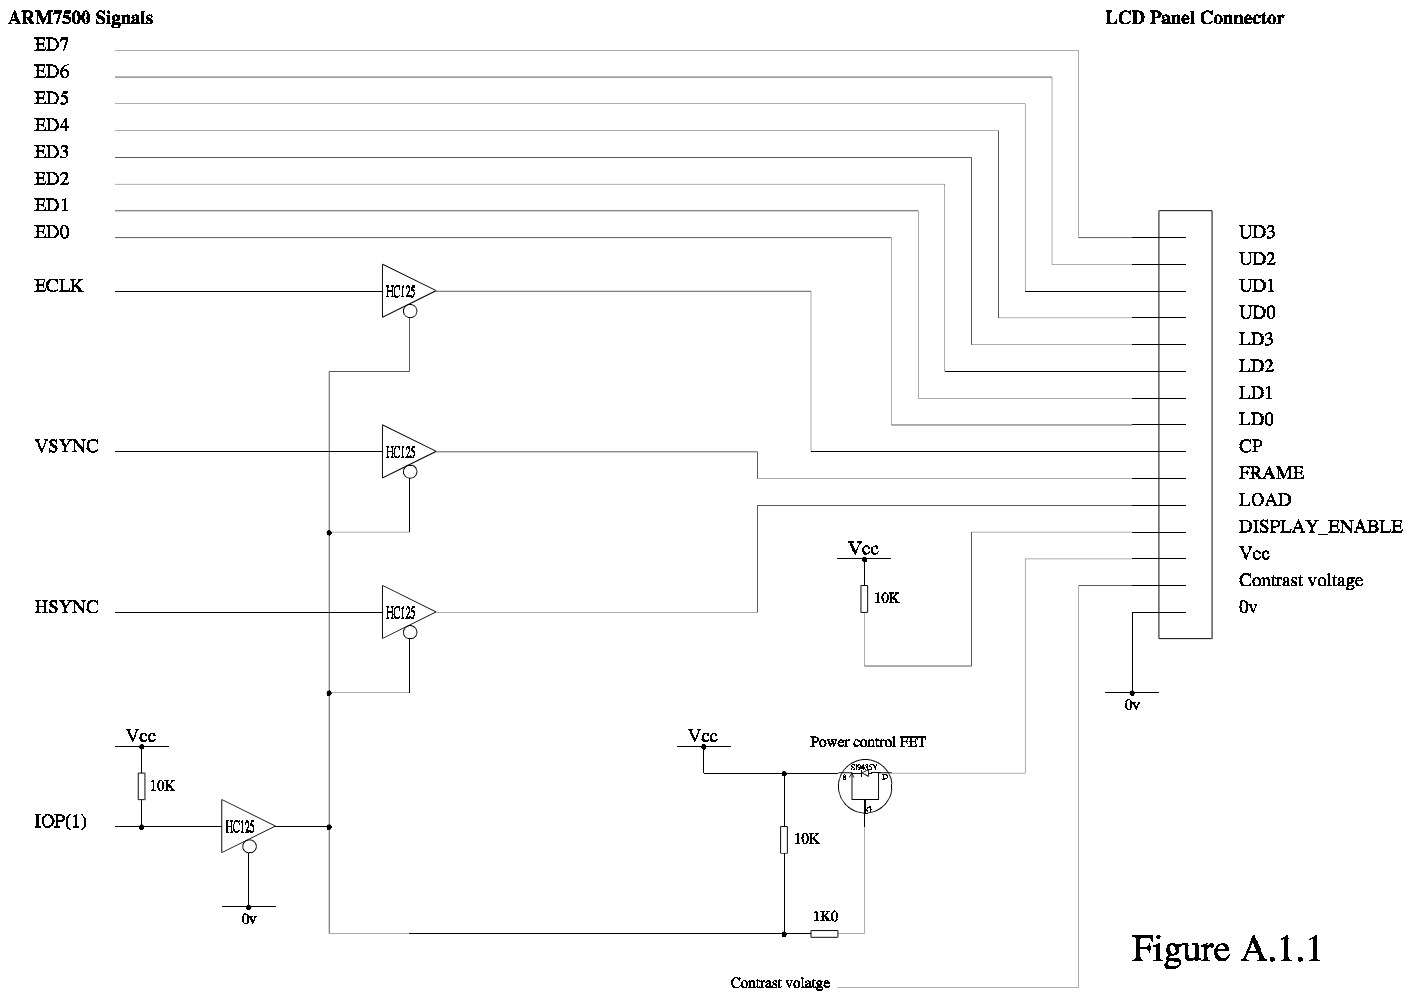 ARM7500 Signals
LCD Panel Connector
ED7
ED6
ED5
ED4
ED3
ED2
ED1
ED0
ECLK
HC125
VSYNC
HC125
HSYNC
HC125
Vcc
10K
IOP(1)
HC125
0v
UD3
UD2
UD1
UD0
LD3
LD2
LD1
LD0
CP
FRAME
LOAD
DISPLAY_ENABLE
Vcc
Contrast voltage
0v
0v
Vcc
10K
Vcc
Power control FET
S
D
G
10K
1K0
Contrast volatge
Figure A.1.1